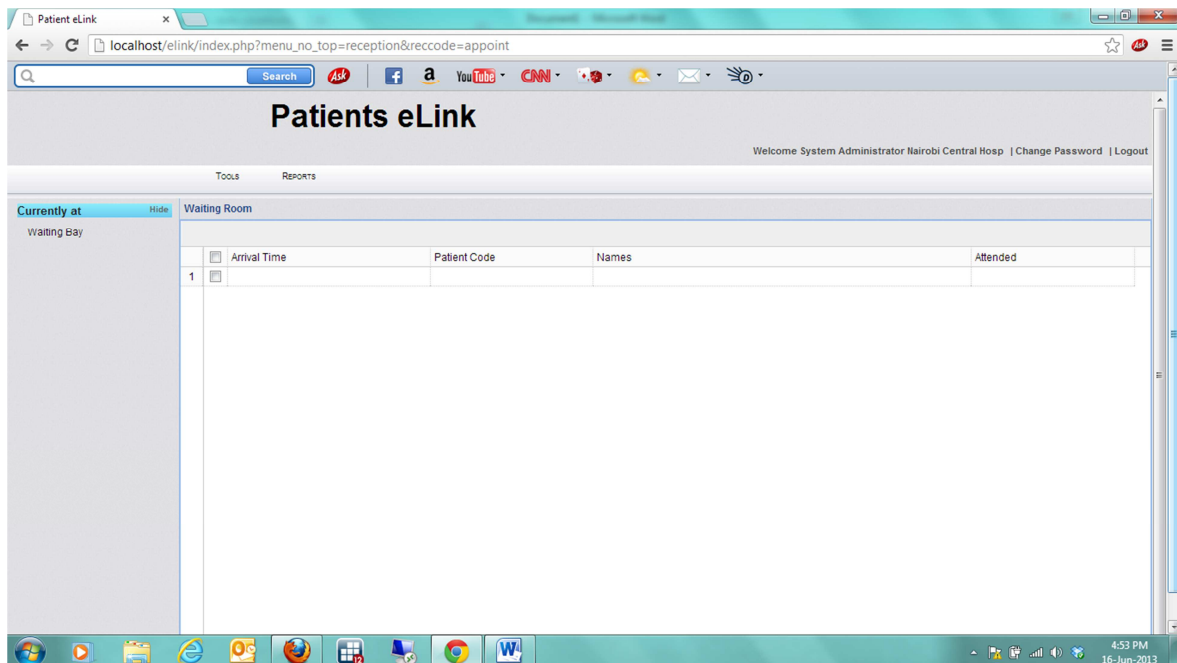 Patient eLink
localhost/elink/index.php?menu_no_top=reception&reccode=appoint
Ask
Search Ask f a YouTube CNN D
Patients eLink
Welcome System Administrator Nairobi Central Hosp | Change Password | Logout
Tools Reports
Currently at Hide
Waiting Room
Waiting Bay
Arrival Time Patient Code Names Attended
1
4:53 PM
16-Jun-2013